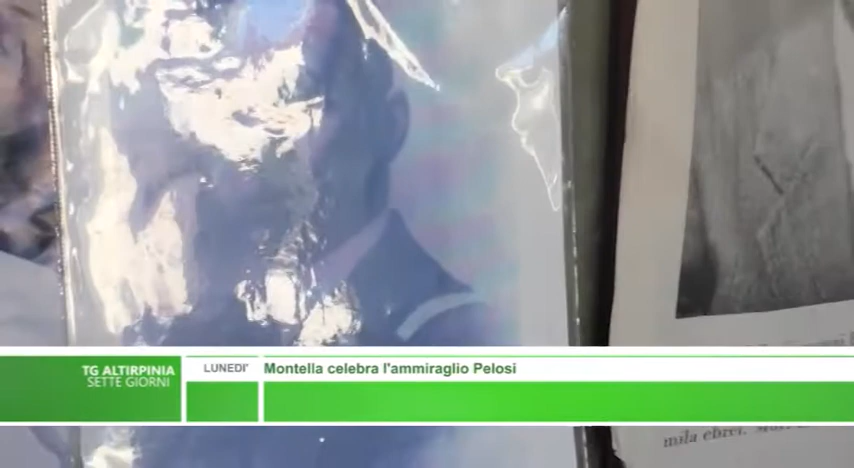 TG ALTIRPINIA
SETTE GIORNI
LUNEDI'
Montella celebra l'ammiraglio Pelosi
mila ebrei.